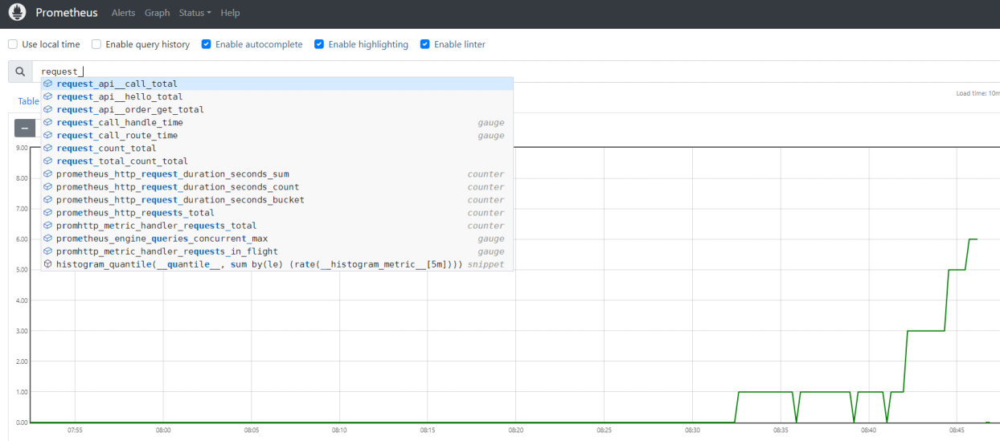 Prometheus Alerts Graph Status Help
Use local time Enable query history Enable autocomplete Enable highlighting Enable linter
request_
request_api__call_total
request_api__hello_total
request_api__order_get_total
request_call_handle_time gauge
request_call_route_time gauge
request_count_total
request_total_count_total
prometheus_http_request_duration_seconds_sum counter
prometheus_http_request_duration_seconds_count counter
prometheus_http_request_duration_seconds_bucket counter
prometheus_http_requests_total counter
promhttp_metric_handler_requests_total counter
prometheus_engine_queries_concurrent_max gauge
promhttp_metric_handler_requests_in_flight gauge
histogram_quantile(__quantile__, sum by(le) (rate(__histogram_metric__[5m]))) snippet
Load time: 10m
Table
−
9.00
8.00
7.00
6.00
5.00
4.00
3.00
2.00
1.00
0.00
07:55 08:00 08:05 08:10 08:15 08:20 08:25 08:30 08:35 08:40 08:45